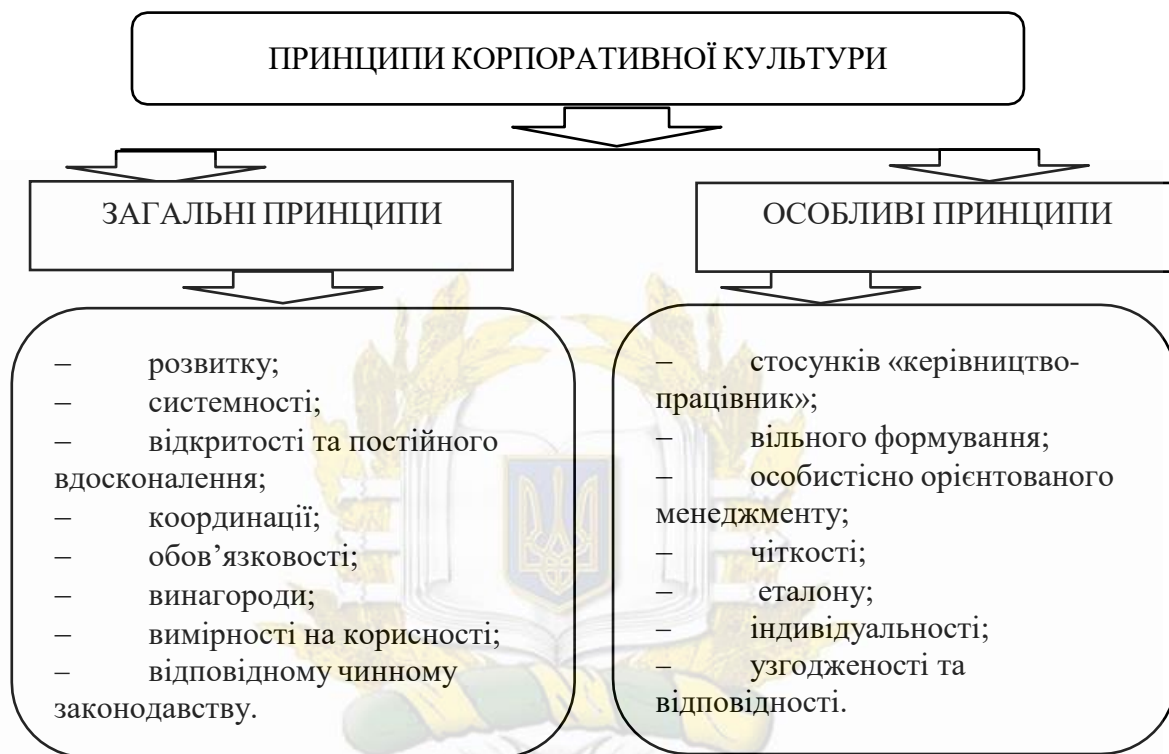 ПРИНЦИПИ КОРПОРАТИВНОЇ КУЛЬТУРИ
ЗАГАЛЬНІ ПРИНЦИПИ
– розвитку;
– системності;
– відкритості та постійного
вдосконалення;
– координації;
– обов’язковості;
– винагороди;
– вимірності на корисності;
– відповідному чинному
законодавству.
ОСОБЛИВІ ПРИНЦИПИ
– стосунків «керівництво-
працівник»;
– вільного формування;
– особистісно орієнтованого
менеджменту;
– чіткості;
– еталону;
– індивідуальності;
– узгодженості та
відповідності.